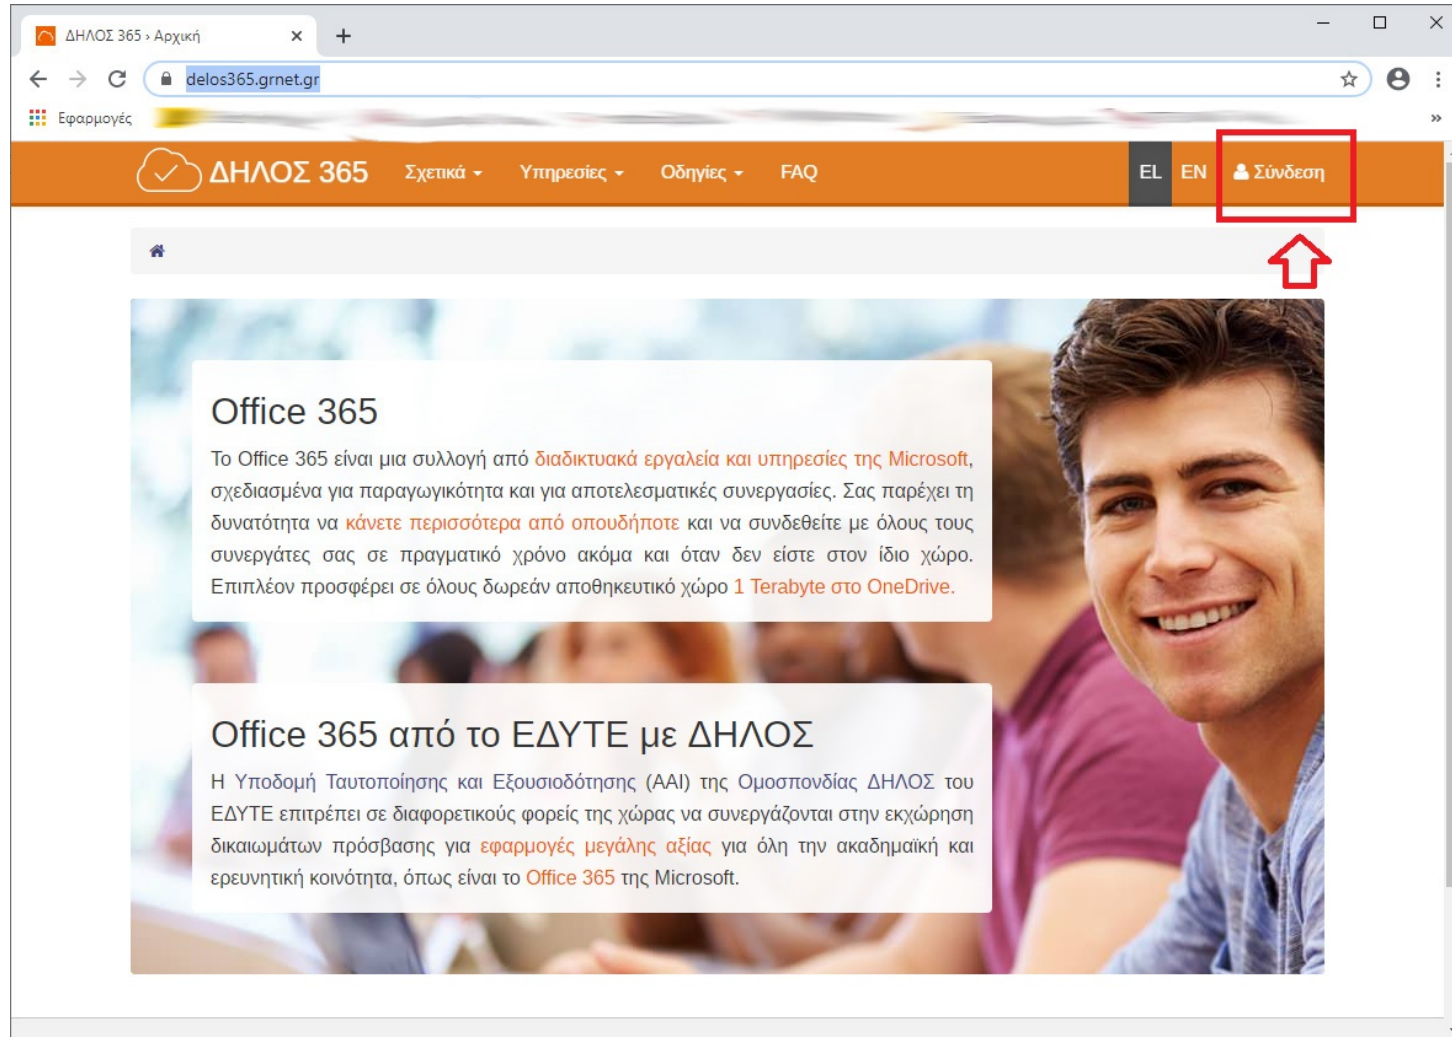 ΔΗΛΟΣ 365 › Αρχική
delos365.grnet.gr
Εφαρμογές
ΔΗΛΟΣ 365 Σχετικά Υπηρεσίες Οδηγίες FAQ EL EN Σύνδεση
Office 365
Το Office 365 είναι μια συλλογή από διαδικτυακά εργαλεία και υπηρεσίες της Microsoft,
σχεδιασμένα για παραγωγικότητα και για αποτελεσματικές συνεργασίες. Σας παρέχει τη
δυνατότητα να κάνετε περισσότερα από οπουδήποτε και να συνδεθείτε με όλους τους
συνεργάτες σας σε πραγματικό χρόνο ακόμα και όταν δεν είστε στον ίδιο χώρο.
Επιπλέον προσφέρει σε όλους δωρεάν αποθηκευτικό χώρο 1 Terabyte στο OneDrive.
Office 365 από το ΕΔΥΤΕ με ΔΗΛΟΣ
Η Υποδομή Ταυτοποίησης και Εξουσιοδότησης (ΑΑΙ) της Ομοσπονδίας ΔΗΛΟΣ του
ΕΔΥΤΕ επιτρέπει σε διαφορετικούς φορείς της χώρας να συνεργάζονται στην εκχώρηση
δικαιωμάτων πρόσβασης για εφαρμογές μεγάλης αξίας για όλη την ακαδημαϊκή και
ερευνητική κοινότητα, όπως είναι το Office 365 της Microsoft.